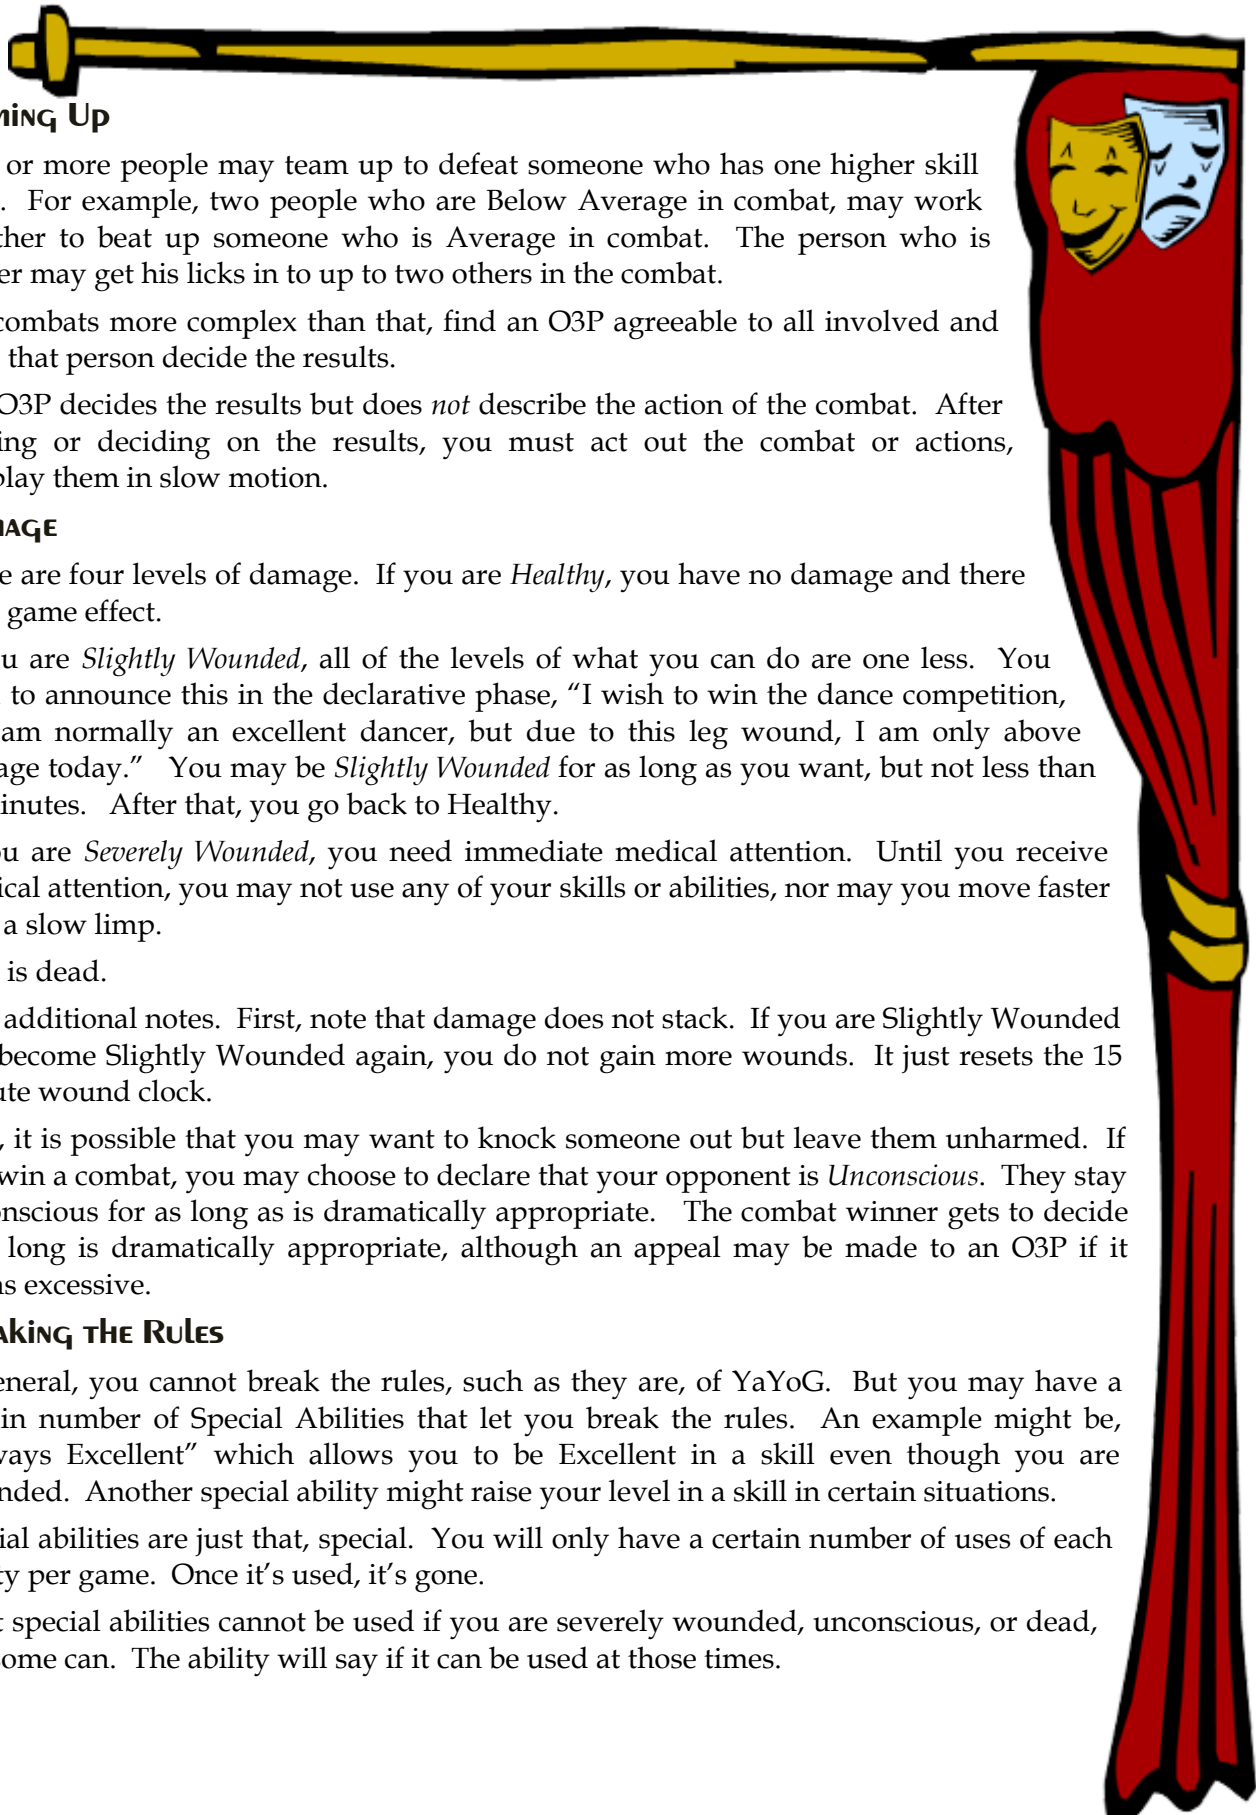 ming Up
or more people may team up to defeat someone who has one higher skill
. For example, two people who are Below Average in combat, may work
ther to beat up someone who is Average in combat. The person who is
er may get his licks in to up to two others in the combat.
combats more complex than that, find an O3P agreeable to all involved and
that person decide the results.
O3P decides the results but does not describe the action of the combat. After
ing or deciding on the results, you must act out the combat or actions,
play them in slow motion.
mage
e are four levels of damage. If you are Healthy, you have no damage and there
game effect.
u are Slightly Wounded, all of the levels of what you can do are one less. You
to announce this in the declarative phase, “I wish to win the dance competition,
am normally an excellent dancer, but due to this leg wound, I am only above
age today.” You may be Slightly Wounded for as long as you want, but not less than
inutes. After that, you go back to Healthy.
ou are Severely Wounded, you need immediate medical attention. Until you receive
ical attention, you may not use any of your skills or abilities, nor may you move faster
a slow limp.
is dead.
additional notes. First, note that damage does not stack. If you are Slightly Wounded
become Slightly Wounded again, you do not gain more wounds. It just resets the 15
ute wound clock.
, it is possible that you may want to knock someone out but leave them unharmed. If
win a combat, you may choose to declare that your opponent is Unconscious. They stay
onscious for as long as is dramatically appropriate. The combat winner gets to decide
long is dramatically appropriate, although an appeal may be made to an O3P if it
ns excessive.
aking the Rules
eneral, you cannot break the rules, such as they are, of YaYoG. But you may have a
in number of Special Abilities that let you break the rules. An example might be,
ways Excellent” which allows you to be Excellent in a skill even though you are
nded. Another special ability might raise your level in a skill in certain situations.
ial abilities are just that, special. You will only have a certain number of uses of each
ty per game. Once it’s used, it’s gone.
t special abilities cannot be used if you are severely wounded, unconscious, or dead,
some can. The ability will say if it can be used at those times.